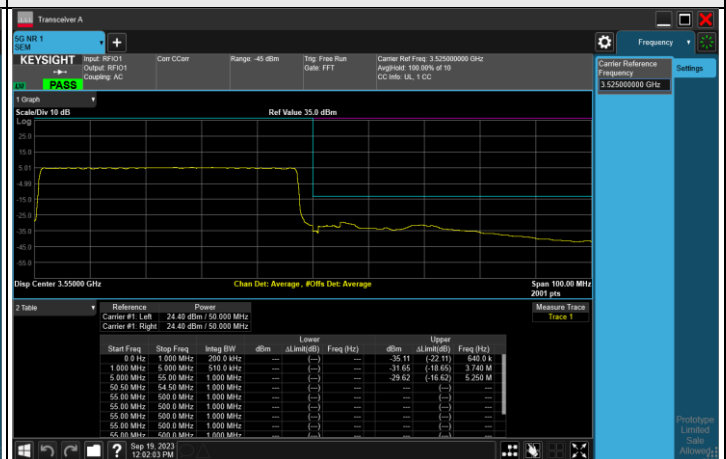 Transceiver A
5G NR 1
SEM
Frequency
KEYSIGHT
Input: RFIO1
Output: RFIO1
Coupling: AC
Corr CCorr
Range: -45 dBm
Trig: Free Run
Gate: FFT
Carrier Ref Freq: 3.525000000 GHz
Avg|Hold: 100.00% of 10
CC Info: UL, 1 CC
PASS
Carrier Reference
Frequency
3.525000000 GHz
Settings
1 Graph
Scale/Div 10 dB
Ref Value 35.0 dBm
Log
25.0
15.0
5.01
-4.99
-15.0
-25.0
-35.0
-45.0
-55.0
Disp Center 3.55000 GHz
Chan Det: Average , #Offs Det: Average
Span 100.00 MHz
2001 pts
2 Table
Reference Power
Carrier #1: Left 24.40 dBm / 50.000 MHz
Carrier #1: Right 24.40 dBm / 50.000 MHz
Measure Trace
Trace 1
Lower Upper
Start Freq Stop Freq Integ BW dBm ΔLimit(dB) Freq (Hz) dBm ΔLimit(dB) Freq (Hz)
0.0 Hz 1.000 MHz 200.0 kHz --- (---) --- -35.11 (-22.11) 640.0 k
1.000 MHz 5.000 MHz 510.0 kHz --- (---) --- -31.65 (-18.65) 3.740 M
5.000 MHz 55.00 MHz 1.000 MHz --- (---) --- -29.62 (-16.62) 5.250 M
50.50 MHz 54.50 MHz 1.000 MHz --- (---) --- --- (---) ---
55.00 MHz 500.0 MHz 1.000 MHz --- (---) --- --- (---) ---
55.00 MHz 500.0 MHz 1.000 MHz --- (---) --- --- (---) ---
55.00 MHz 500.0 MHz 1.000 MHz --- (---) --- --- (---) ---
55.00 MHz 500.0 MHz 1.000 MHz --- (---) --- --- (---) ---
Sep 19, 2023
12:02:03 PM
Prototype
Limited
Sale
Allowed